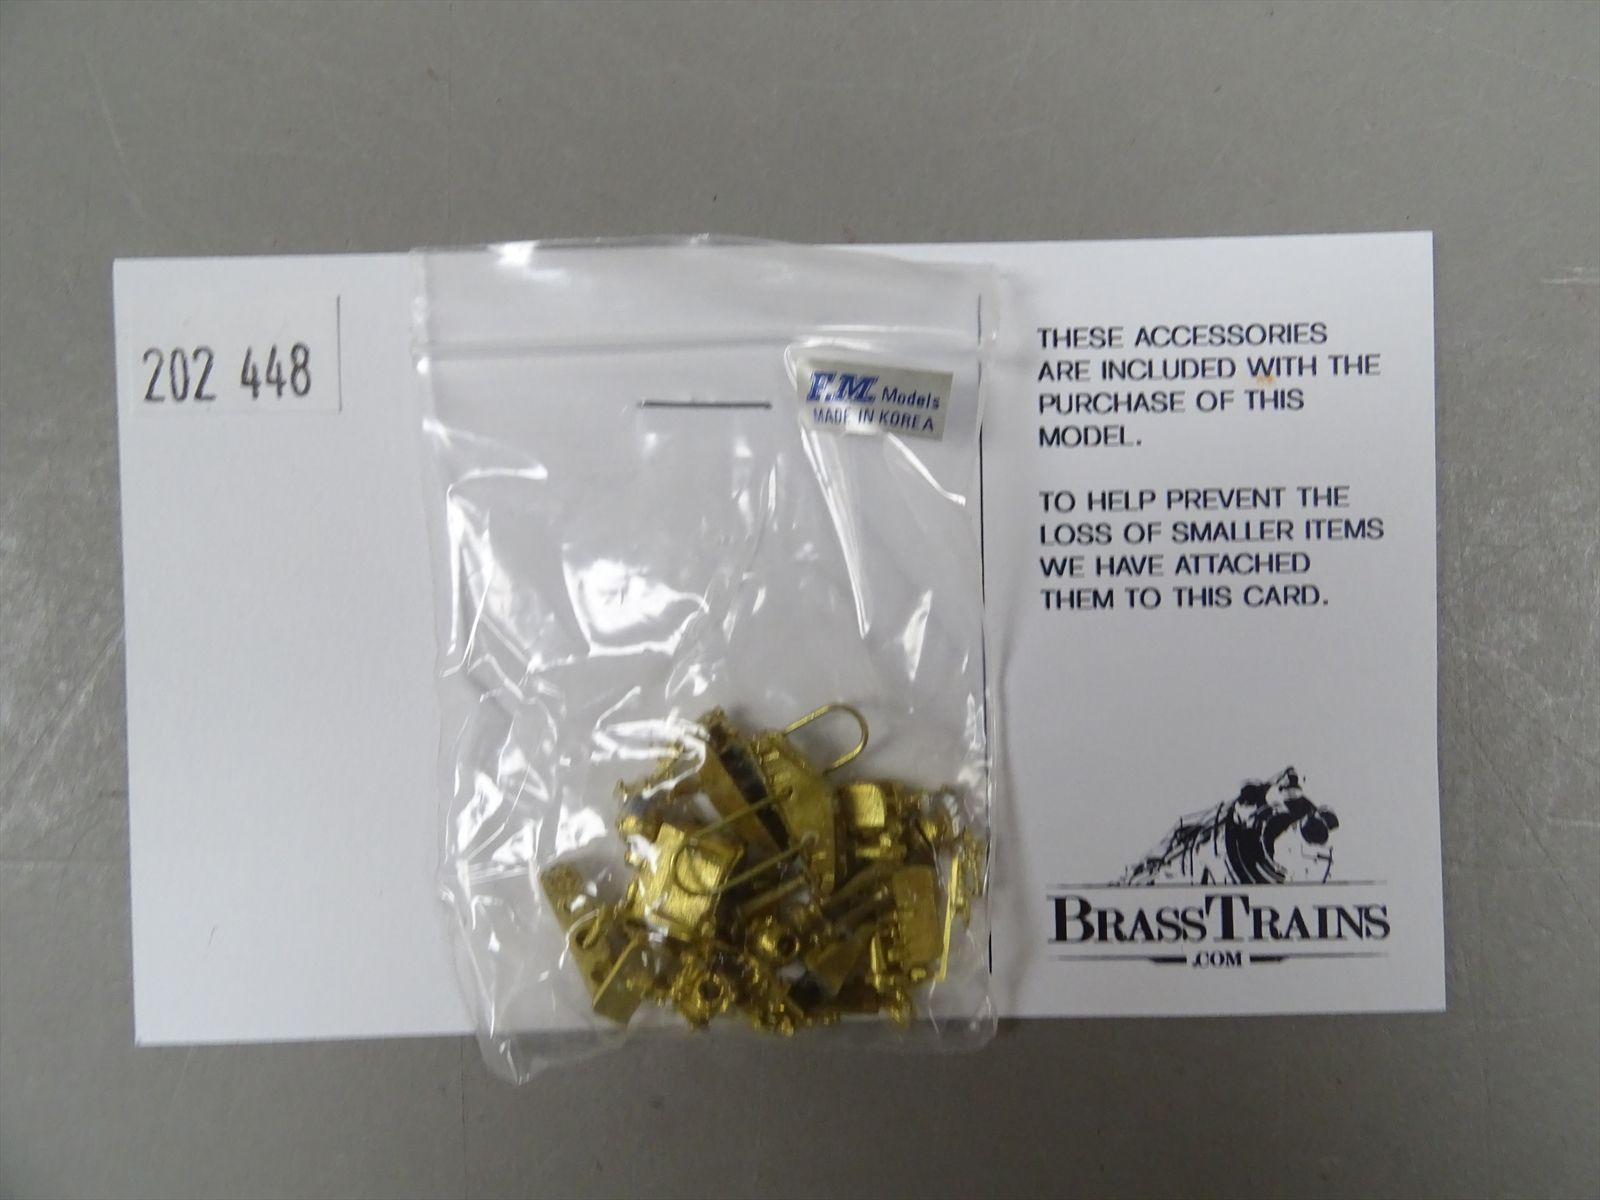 202 448
F.M. Models
MADE IN KOREA
THESE ACCESSORIES
ARE INCLUDED WITH THE
PURCHASE OF THIS
MODEL.
TO HELP PREVENT THE
LOSS OF SMALLER ITEMS
WE HAVE ATTACHED
THEM TO THIS CARD.
BRASSTRAINS
.COM